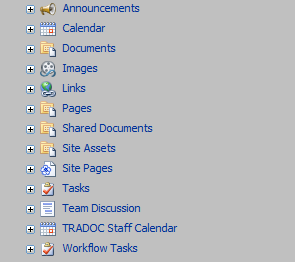 Announcements
Calendar
Documents
Images
Links
Pages
Shared Documents
Site Assets
Site Pages
Tasks
Team Discussion
TRADOC Staff Calendar
Workflow Tasks